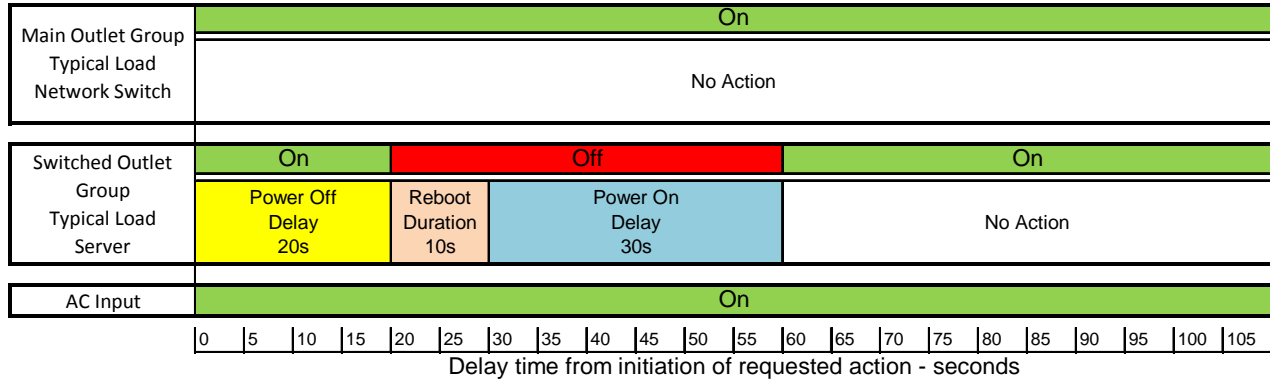 Main Outlet Group
Typical Load
Network Switch
On
No Action
Switched Outlet
Group
Typical Load
Server
On
Off
On
Power Off
Delay
20s
Reboot
Duration
10s
Power On
Delay
30s
No Action
AC Input
On
0 5 10 15 20 25 30 35 40 45 50 55 60 65 70 75 80 85 90 95 100 105
Delay time from initiation of requested action - seconds